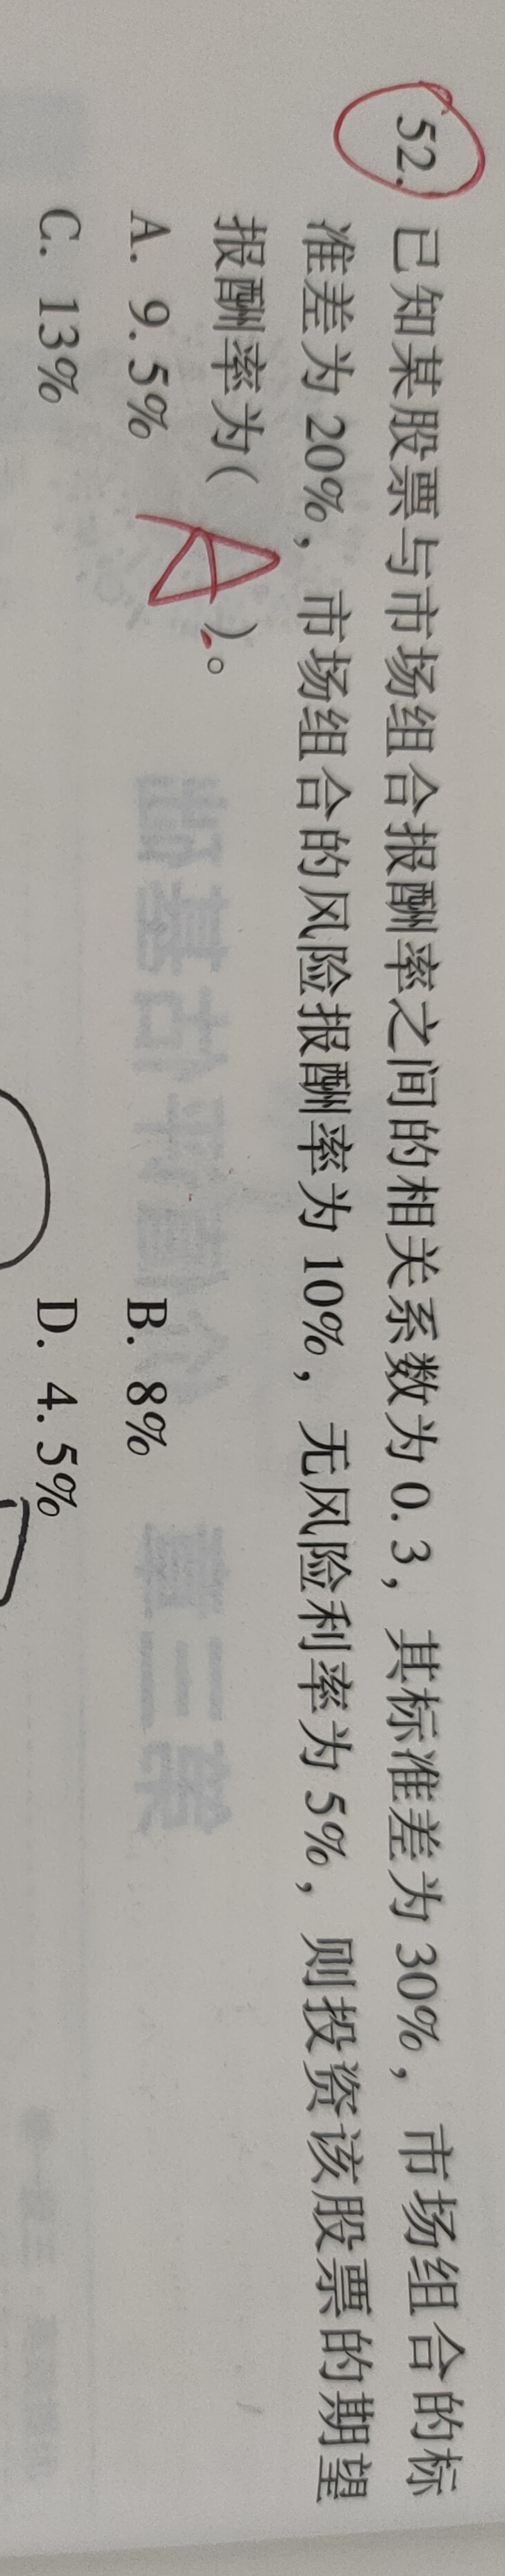 52. 已知某股票与市场组合报酬率之间的相关系数为 0.3，其标准差为 30%，市场组合的标
准差为 20%，市场组合的风险报酬率为 10%，无风险利率为 5%，则投资该股票的期望
报酬率为( A )。
A. 9.5% B. 8%
C. 13% D. 4.5%